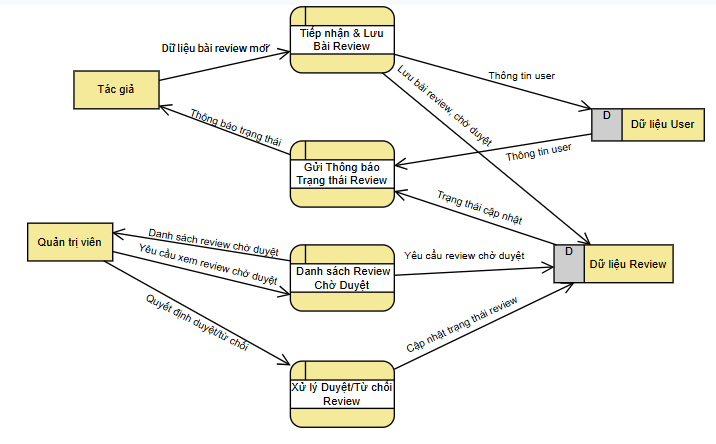 Tiếp nhận & Lưu
Bài Review
Dữ liệu bài review mới
Tác giả
Thông tin user
Lưu bài review, chờ duyệt
D
Dữ liệu User
Thông báo trạng thái
Gửi Thông báo
Trạng thái Review
Thông tin user
Trạng thái cập nhật
Quản trị viên
Danh sách review chờ duyệt
Yêu cầu xem review chờ duyệt
Danh sách Review
Chờ Duyệt
Yêu cầu review chờ duyệt
D
Dữ liệu Review
Quyết định duyệt/từ chối
Cập nhật trạng thái review
Xử lý Duyệt/Từ chối
Review